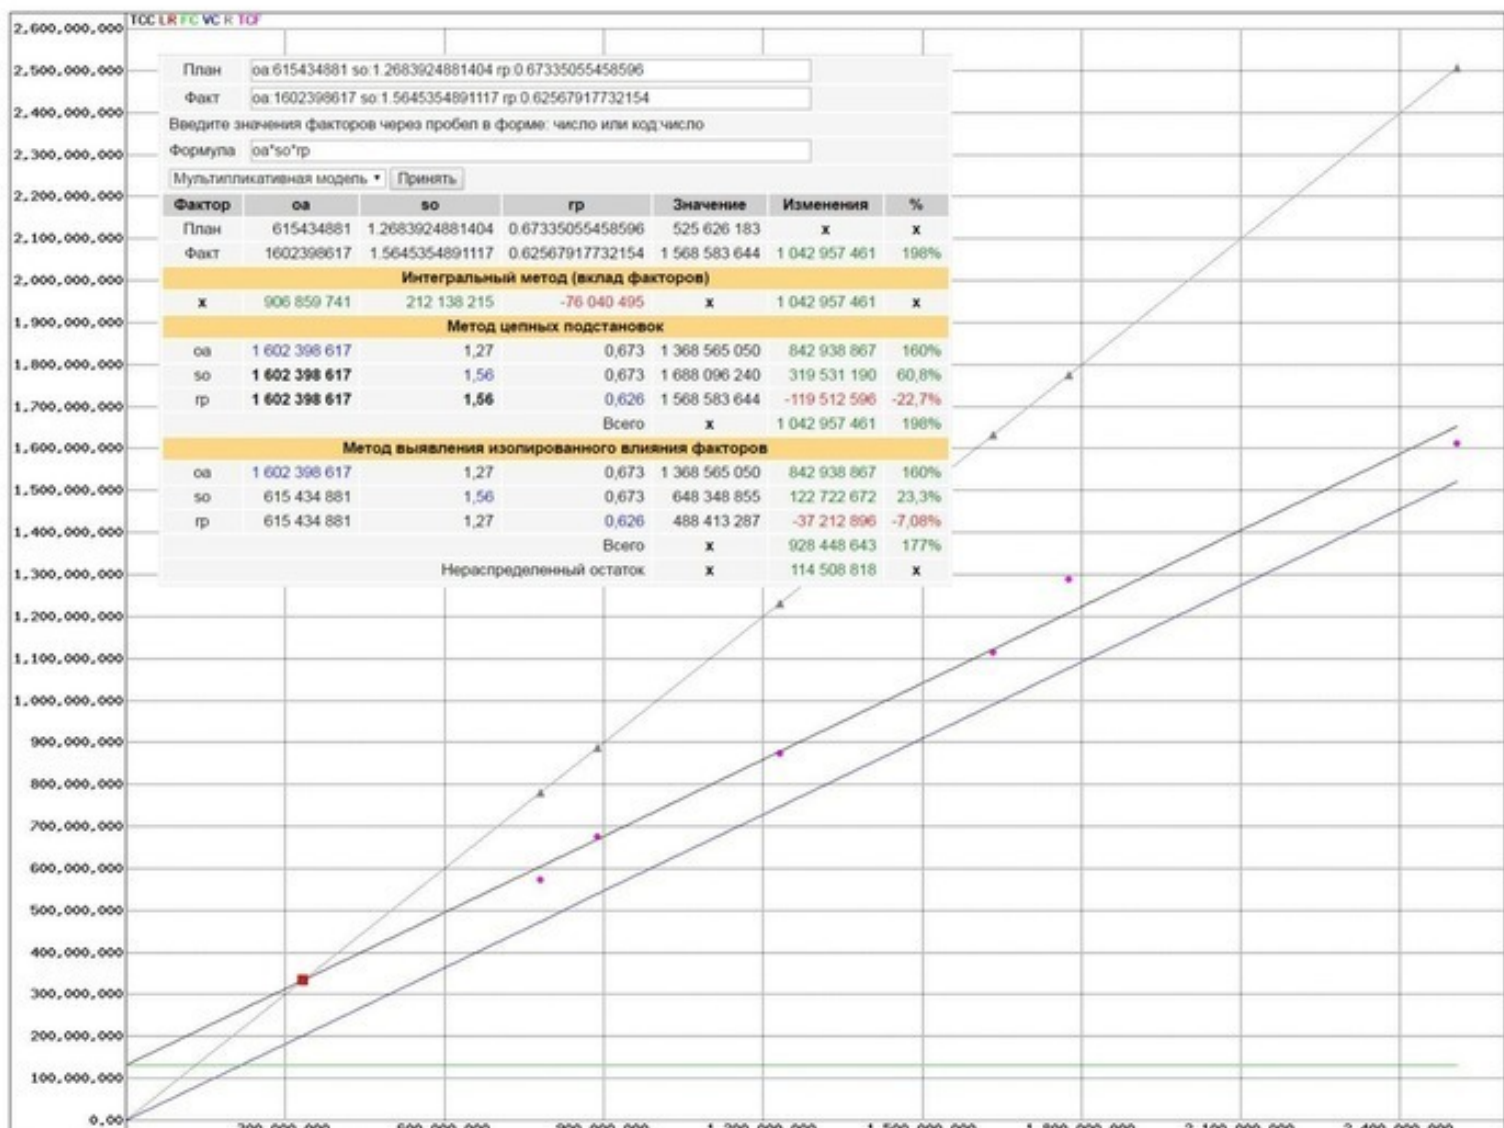 TCC LR FC VC R TCF
2,600,000,000
2,500,000,000
План oa:615434881 so:1.2683924881404 rp:0.67335055458596
2,400,000,000
Факт oa:1602398617 so:1.5645354891117 rp:0.62567917732154
Введите значения факторов через пробел в форме: число или код:число
2,300,000,000
Формула oa*so*rp
Мультипликативная модель ▾ Принять
2,200,000,000
Фактор oa so rp Значение Изменения %
План 615434881 1.2683924881404 0.67335055458596 525 626 183 x x
2,100,000,000
Факт 1602398617 1.5645354891117 0.62567917732154 1 568 583 644 1 042 957 461 198%
2,000,000,000
Интегральный метод (вклад факторов)
x 906 859 741 212 138 215 -76 040 495 x 1 042 957 461 x
1,900,000,000
Метод цепных подстановок
oa 1 602 398 617 1,27 0,673 1 368 565 050 842 938 867 160%
1,800,000,000
so 1 602 398 617 1,56 0,673 1 688 096 240 319 531 190 60,8%
rp 1 602 398 617 1,56 0,626 1 568 583 644 -119 512 596 -22,7%
1,700,000,000
Всего x 1 042 957 461 198%
1,600,000,000
Метод выявления изолированного влияния факторов
oa 1 602 398 617 1,27 0,673 1 368 565 050 842 938 867 160%
1,500,000,000
so 615 434 881 1,56 0,673 648 348 855 122 722 672 23,3%
rp 615 434 881 1,27 0,626 488 413 287 -37 212 896 -7,08%
1,400,000,000
Всего x 928 448 643 177%
1,300,000,000
Нераспределенный остаток x 114 508 818 x
1,200,000,000
1,100,000,000
1,000,000,000
900,000,000
800,000,000
700,000,000
600,000,000
500,000,000
400,000,000
300,000,000
200,000,000
100,000,000
0.00